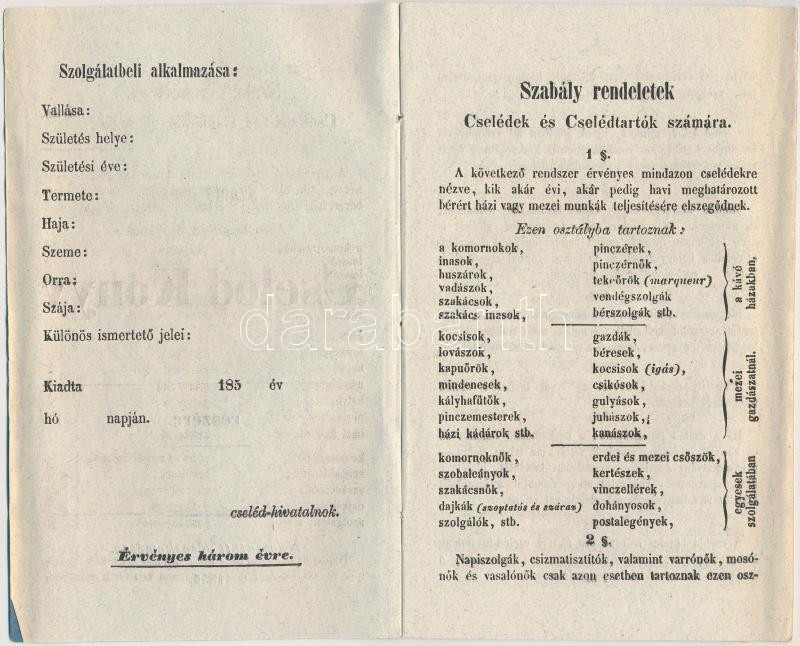 Szolgálatbeli alkalmazása:
Vallása:
Születés helye:
Születési éve:
Termete:
Haja:
Szeme:
Orra:
Szája:
Különös ismertető jelei:
Kiadta 185 év
hó napján.
cseléd-hivatalnok.
Érvényes három évre.
Szabály rendeletek
Cselédek és Cselédtartók számára.
1 §.
A következő rendszer érvényes mindazon cselédekre
nézve, kik akár évi, akár pedig havi meghatározott
bérért házi vagy mezei munkák teljesítésére elszegődnek.
Ezen osztályba tartoznak:
a komornokok,
inasok,
huszárok,
vadászok,
szakácsok,
szakács inasok,
pinczérek,
pinczérnők,
tekeőrök (marqueur)
vendégszolgák
bérszolgák stb.
a kávé
házakban,
kocsisok,
lovászok,
kapuőrök,
mindenesek,
kályhafűtők,
pinczemesterek,
házi kádárok stb.
gazdák,
béresek,
kocsisok (igás),
csikósok,
gulyások,
juhászok,
kanászok,
mezei
gazdászatnál.
komornoknők,
szobaleányok,
szakácsnők,
dajkák (szoptatós és száraz)
szolgálók, stb.
erdei és mezei csőszök,
kertészek,
vinczellérek,
dohányosok,
postalegények,
egyesek
szolgálatában
2 §.
Napiszolgák, csizmatisztítók, valamint varrónők, mosó-
nők és vasalónők csak azon esetben tartoznak ezen osz-
darabanth